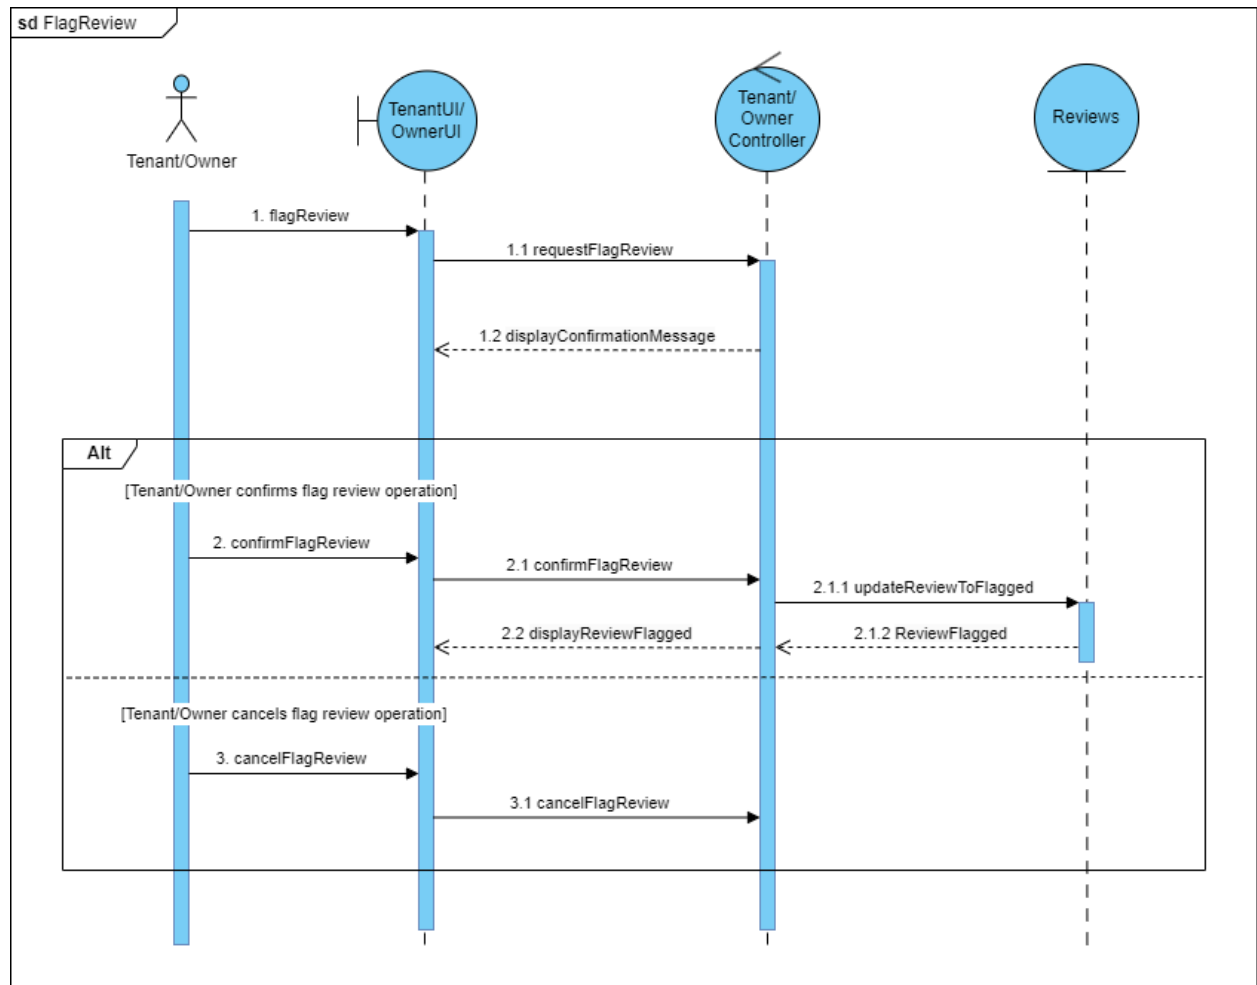 sd FlagReview
TenantUI/
OwnerUI
Tenant/
Owner
Controller
Reviews
Tenant/Owner
1. flagReview
1.1 requestFlagReview
1.2 displayConfirmationMessage
Alt
[Tenant/Owner confirms flag review operation]
2. confirmFlagReview
2.1 confirmFlagReview
2.1.1 updateReviewToFlagged
2.2 displayReviewFlagged
2.1.2 ReviewFlagged
[Tenant/Owner cancels flag review operation]
3. cancelFlagReview
3.1 cancelFlagReview